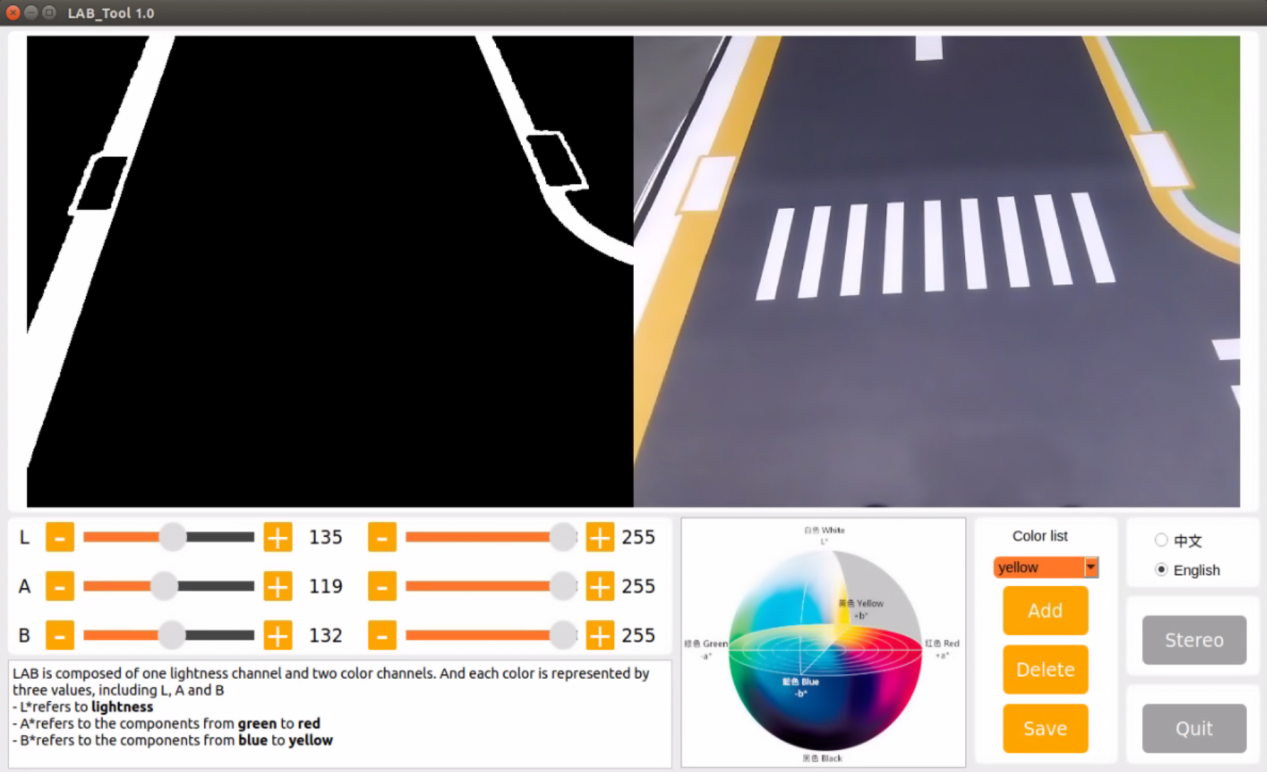 LAB_Tool 1.0
L - + 135 - + 255
A - + 119 - + 255
B - + 132 - + 255
LAB is composed of one lightness channel and two color channels. And each color is represented by
three values, including L, A and B
- L*refers to lightness
- A*refers to the components from green to red
- B*refers to the components from blue to yellow
白色 White
L*
黄色 Yellow
+b*
绿色 Green
-a*
红色 Red
+a*
蓝色 Blue
-b*
黑色 Black
Color list
yellow
Add
Delete
Save
中文
English
Stereo
Quit